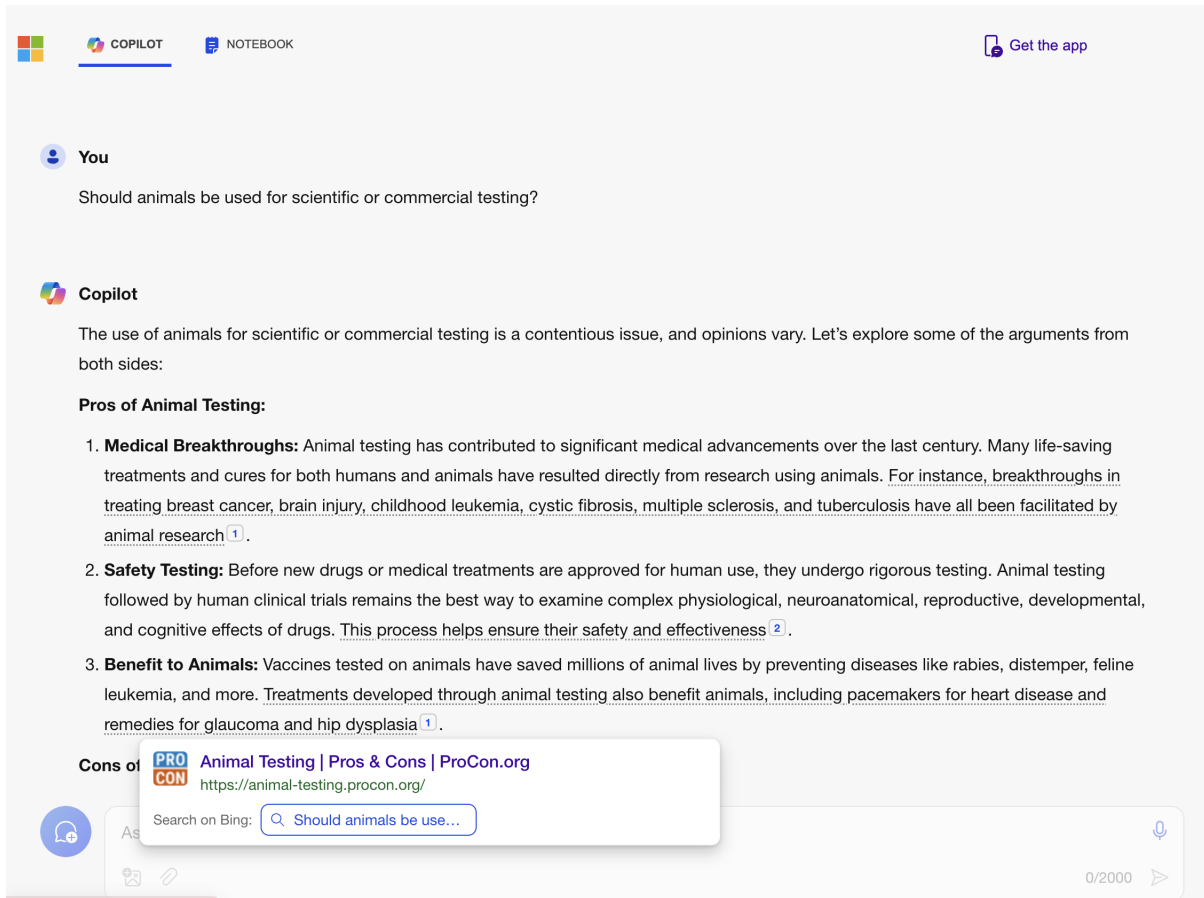 COPILOT
NOTEBOOK
Get the app
You
Should animals be used for scientific or commercial testing?
Copilot
The use of animals for scientific or commercial testing is a contentious issue, and opinions vary. Let’s explore some of the arguments from
both sides:
Pros of Animal Testing:
1. Medical Breakthroughs: Animal testing has contributed to significant medical advancements over the last century. Many life-saving
treatments and cures for both humans and animals have resulted directly from research using animals. For instance, breakthroughs in
treating breast cancer, brain injury, childhood leukemia, cystic fibrosis, multiple sclerosis, and tuberculosis have all been facilitated by
animal research 1 .
2. Safety Testing: Before new drugs or medical treatments are approved for human use, they undergo rigorous testing. Animal testing
followed by human clinical trials remains the best way to examine complex physiological, neuroanatomical, reproductive, developmental,
and cognitive effects of drugs. This process helps ensure their safety and effectiveness 2 .
3. Benefit to Animals: Vaccines tested on animals have saved millions of animal lives by preventing diseases like rabies, distemper, feline
leukemia, and more. Treatments developed through animal testing also benefit animals, including pacemakers for heart disease and
remedies for glaucoma and hip dysplasia 1 .
Cons of
PRO
CON
Animal Testing | Pros & Cons | ProCon.org
https://animal-testing.procon.org/
Search on Bing: Should animals be use...
As
0/2000